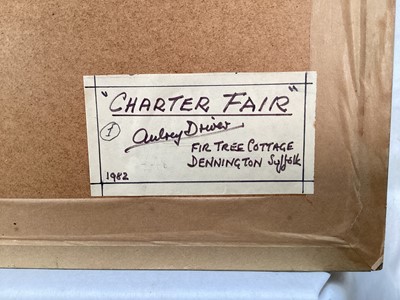 "CHARTER FAIR"
1 Aubrey Driver
FIR TREE COTTAGE
DENNINGTON Suffolk
1982